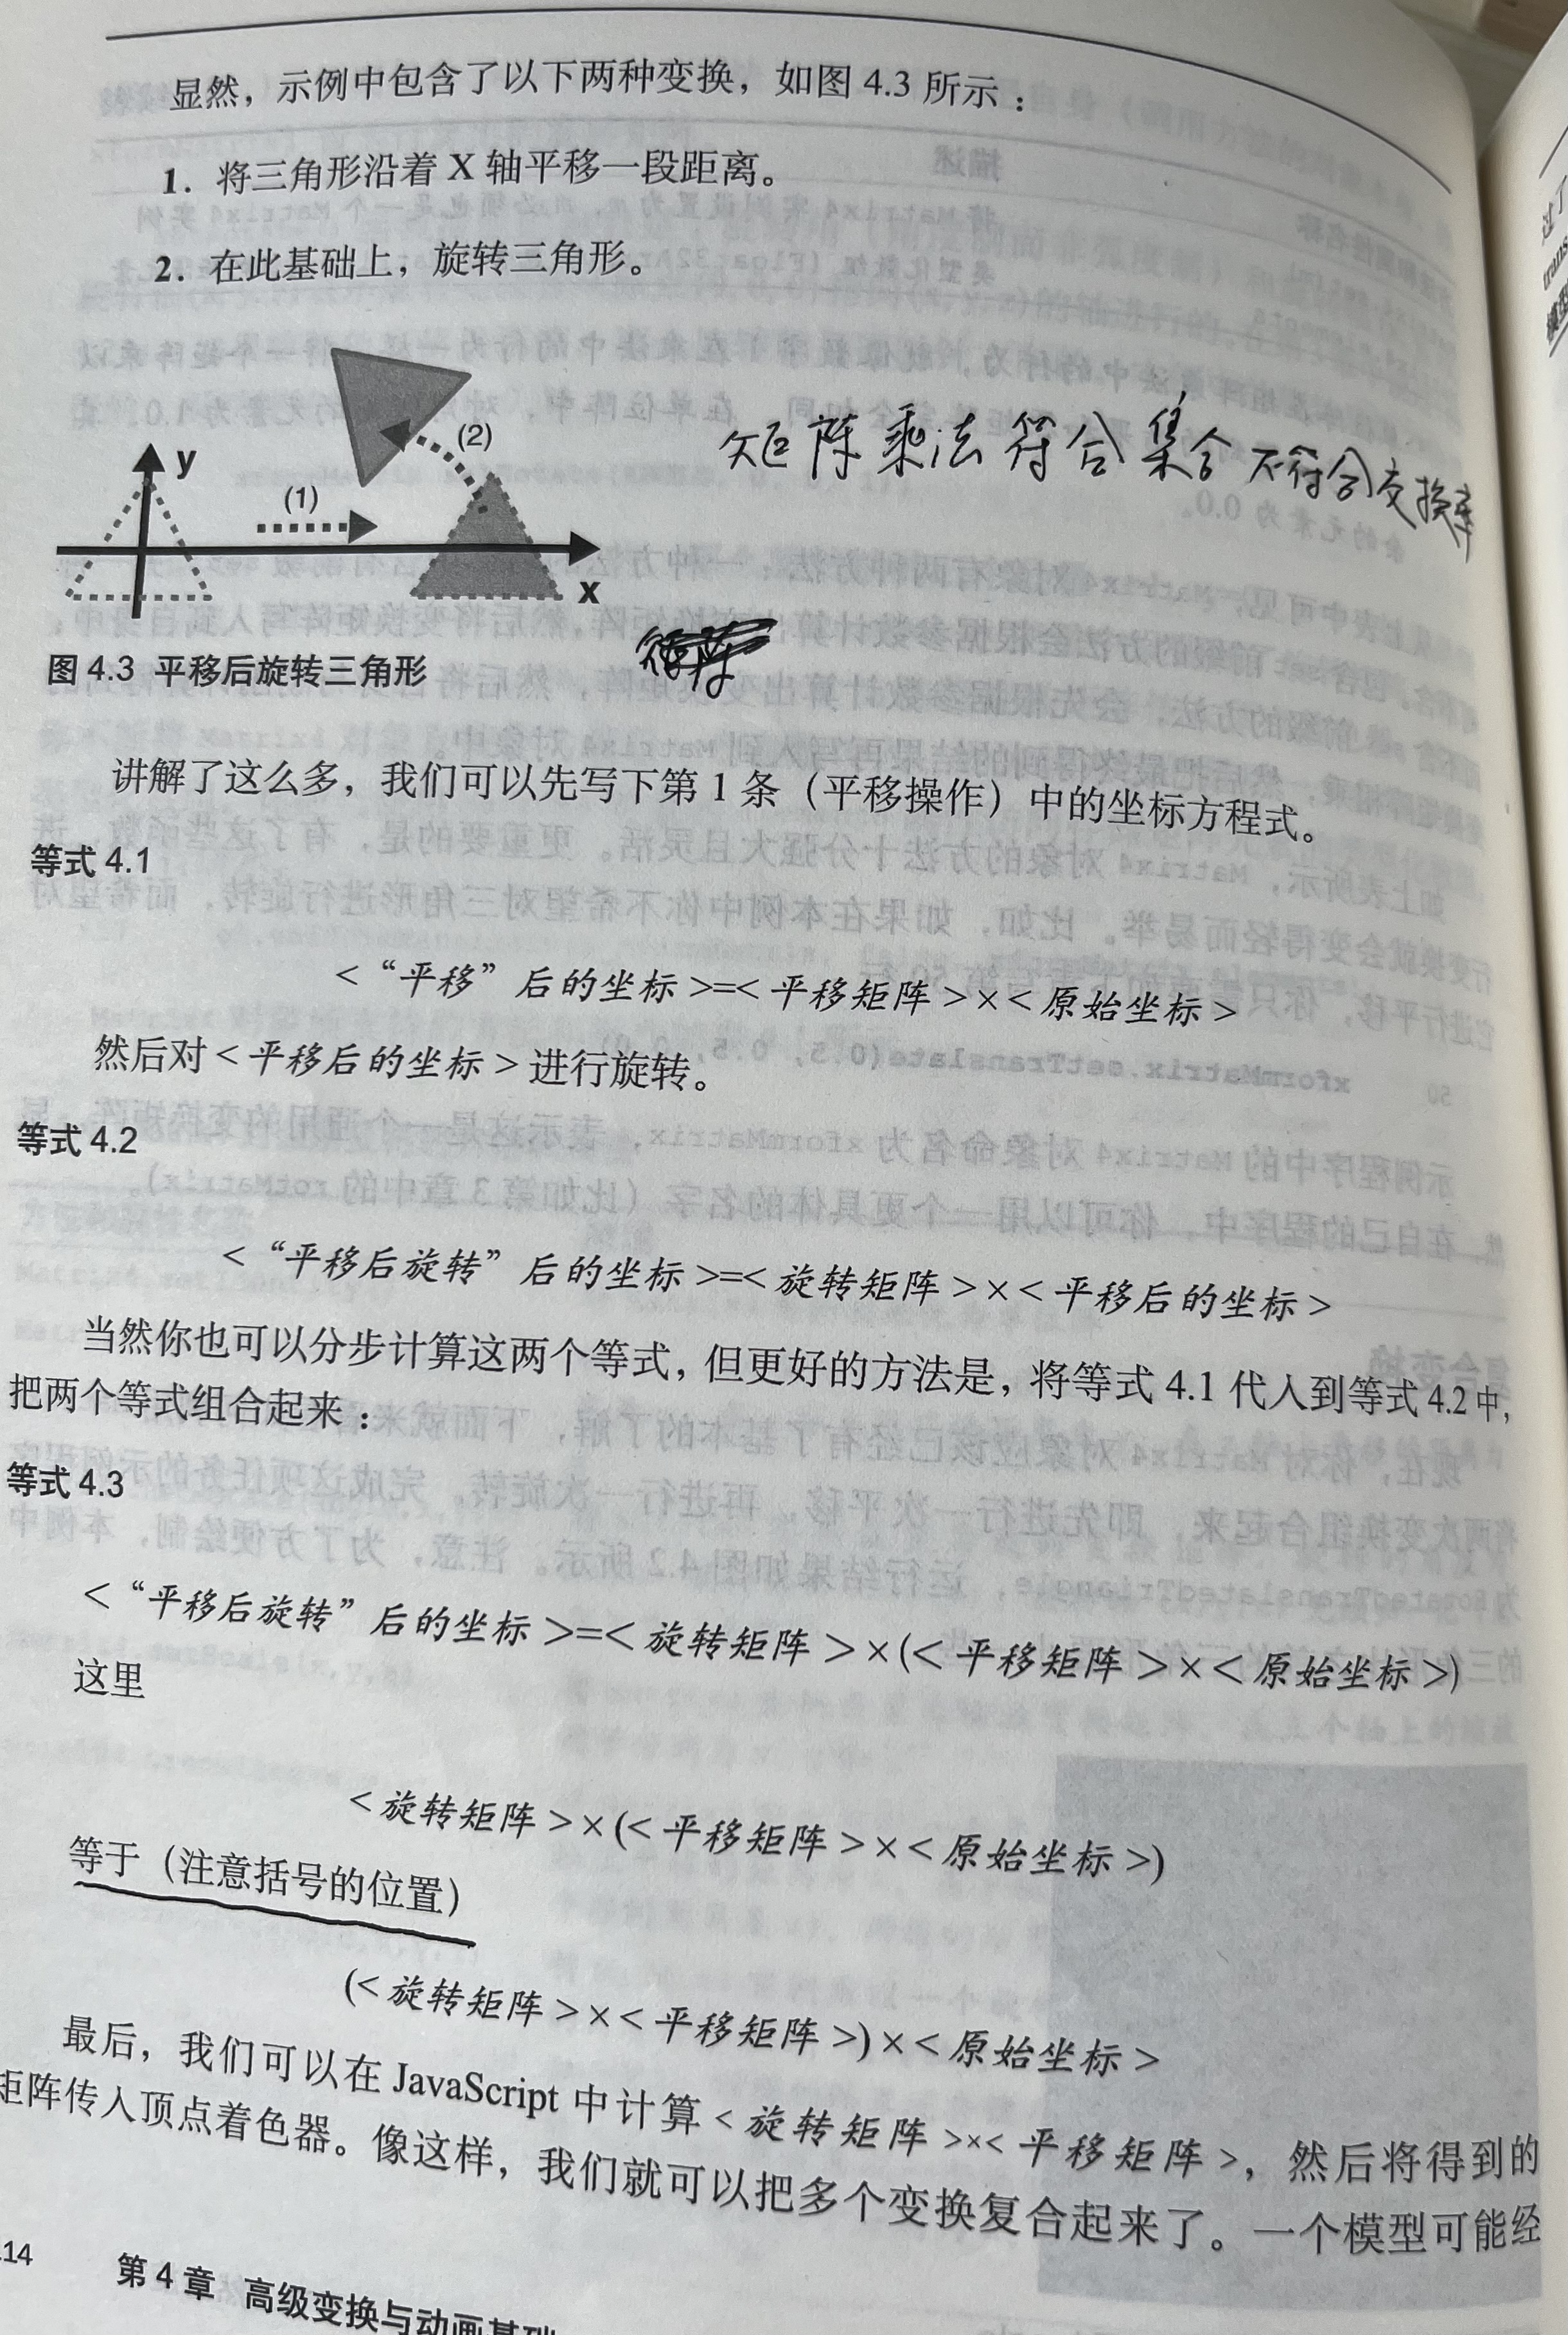 显然，示例中包含了以下两种变换，如图 4.3 所示：
1. 将三角形沿着 X 轴平移一段距离。
2. 在此基础上，旋转三角形。
y
(1)
(2)
x
矩阵乘法符合集合 不符合交换率
图 4.3 平移后旋转三角形
讲解了这么多，我们可以先写下第 1 条（平移操作）中的坐标方程式。
等式 4.1
<“平移”后的坐标>=<平移矩阵>×<原始坐标>
然后对<平移后的坐标>进行旋转。
等式 4.2
<“平移后旋转”后的坐标>=<旋转矩阵>×<平移后的坐标>
当然你也可以分步计算这两个等式，但更好的方法是，将等式 4.1 代入到等式 4.2 中，
把两个等式组合起来：
等式 4.3
<“平移后旋转”后的坐标>=<旋转矩阵>×(<平移矩阵>×<原始坐标>)
这里
<旋转矩阵>×(<平移矩阵>×<原始坐标>)
等于（注意括号的位置）
(<旋转矩阵>×<平移矩阵>)×<原始坐标>
最后，我们可以在 JavaScript 中计算<旋转矩阵>×<平移矩阵>，然后将得到的
矩阵传入顶点着色器。像这样，我们就可以把多个变换复合起来了。一个模型可能经
14 第 4 章 高级变换与动画基础
过了
trans
模型